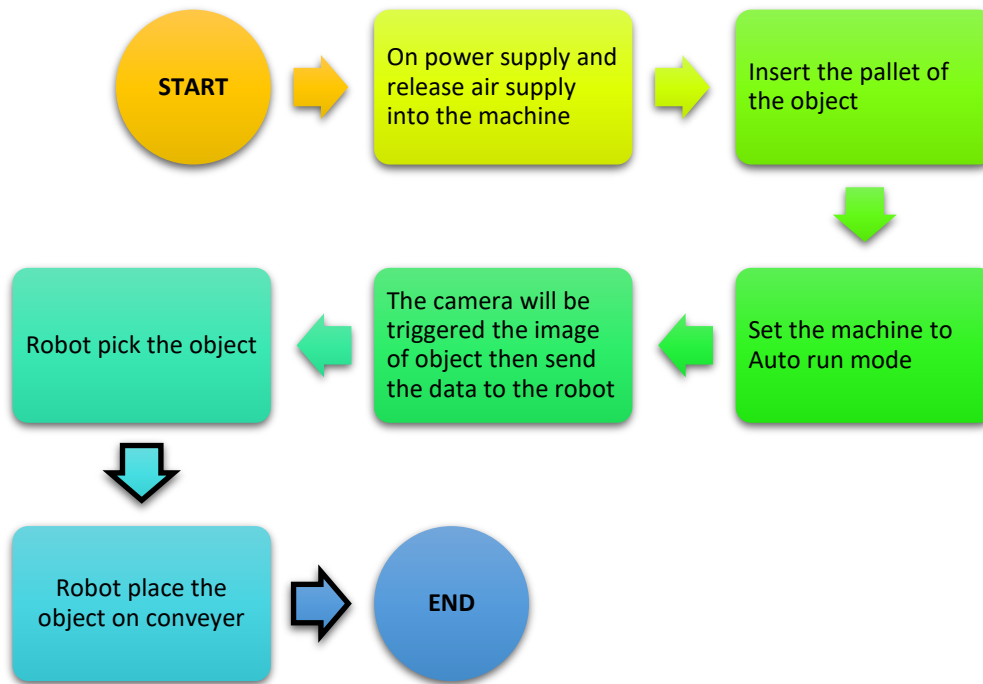 START
On power supply and
release air supply
into the machine
Insert the pallet of
the object
Set the machine to
Auto run mode
The camera will be
triggered the image
of object then send
the data to the robot
Robot pick the object
Robot place the
object on conveyer
END